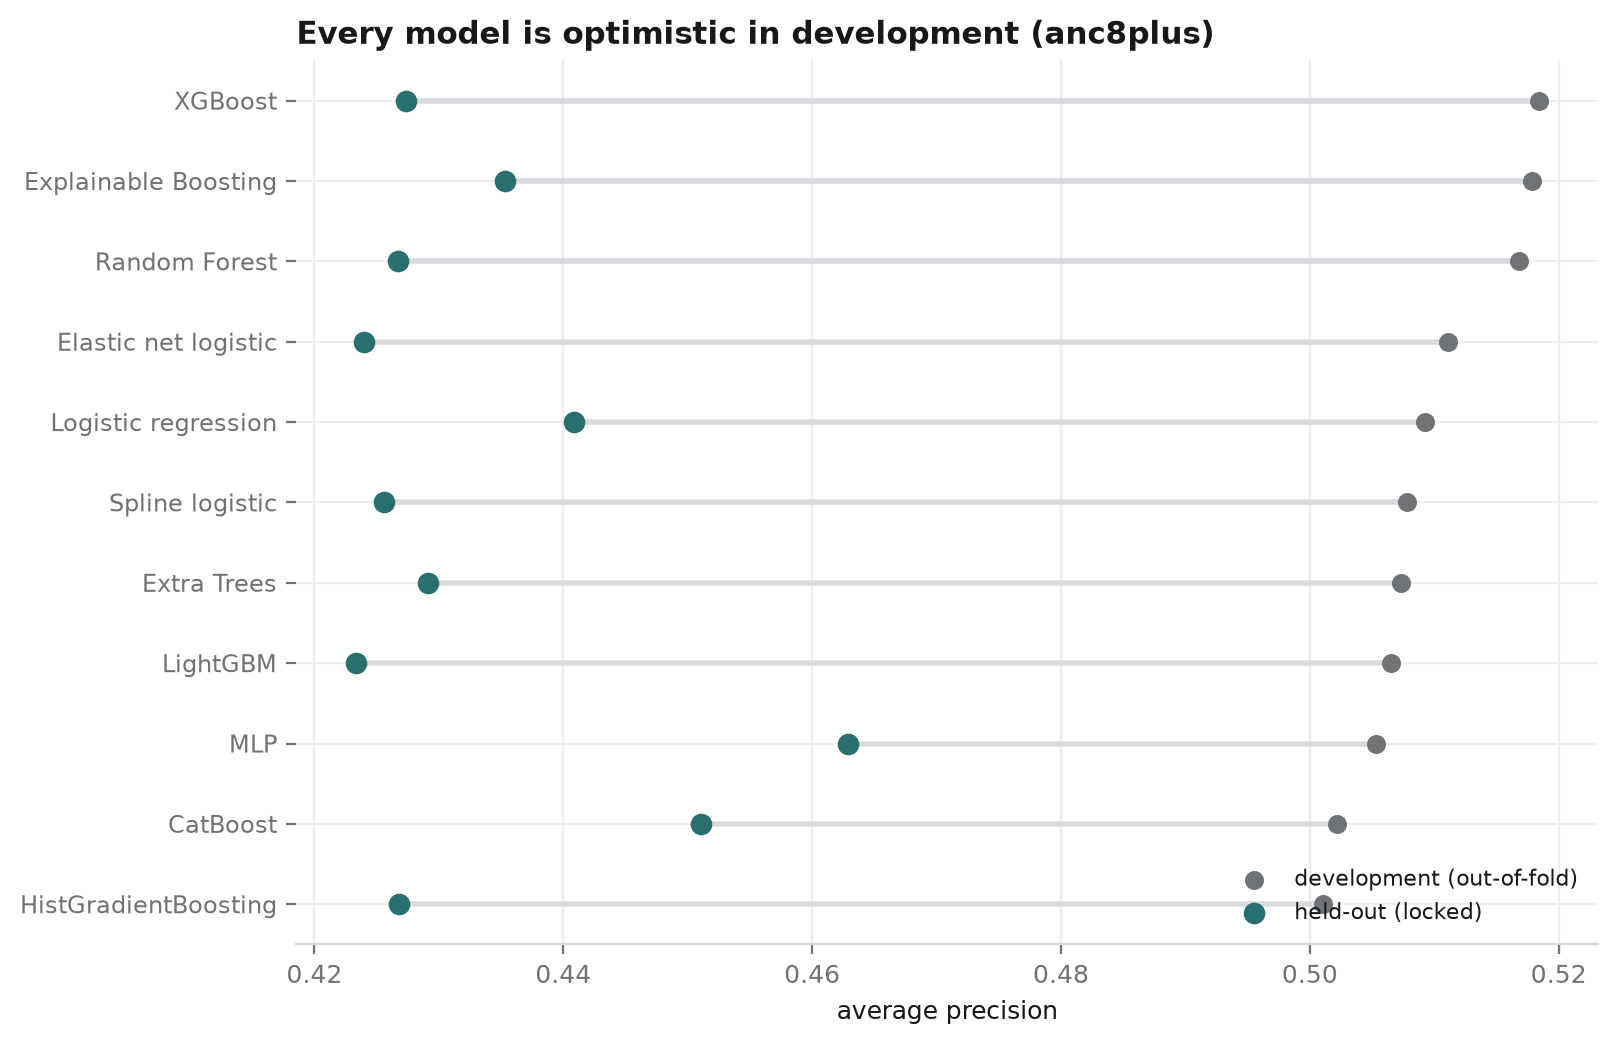 Every model is optimistic in development (anc8plus)
XGBoost
Explainable Boosting
Random Forest
Elastic net logistic
Logistic regression
Spline logistic
Extra Trees
LightGBM
MLP
CatBoost
HistGradientBoosting
development (out-of-fold)
held-out (locked)
0.42 0.44 0.46 0.48 0.50 0.52
average precision